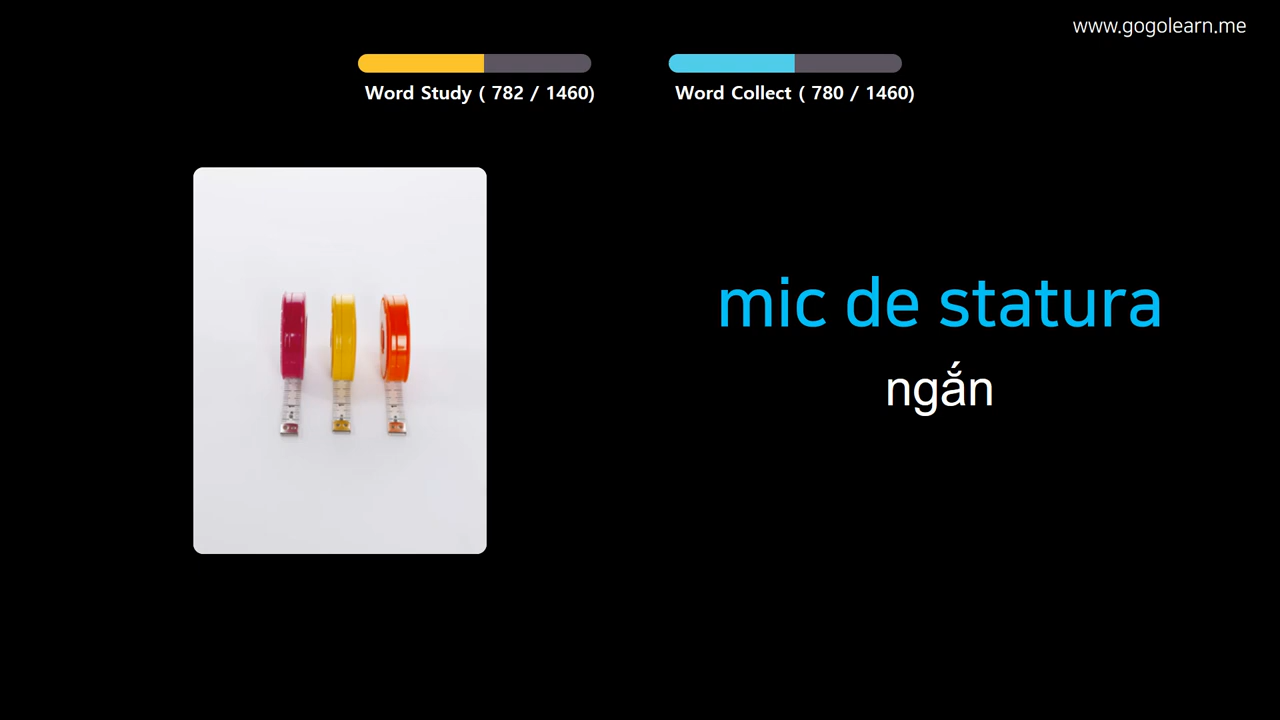 www.gogolearn.me
Word Study ( 782 / 1460)
Word Collect ( 780 / 1460)
mic de statura
ngắn